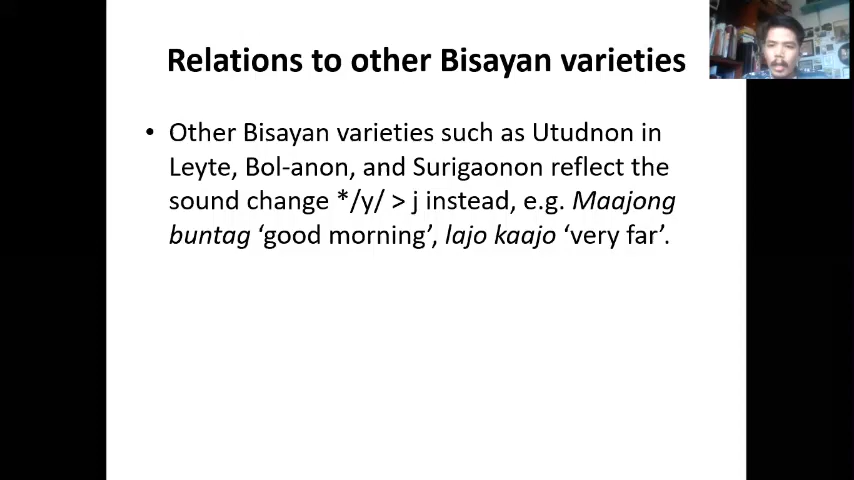 Relations to other Bisayan varieties
• Other Bisayan varieties such as Utudnon in
Leyte, Bol-anon, and Surigaonon reflect the
sound change */y/ > j instead, e.g. Maajong
buntag ‘good morning’, lajo kaajo ‘very far’.